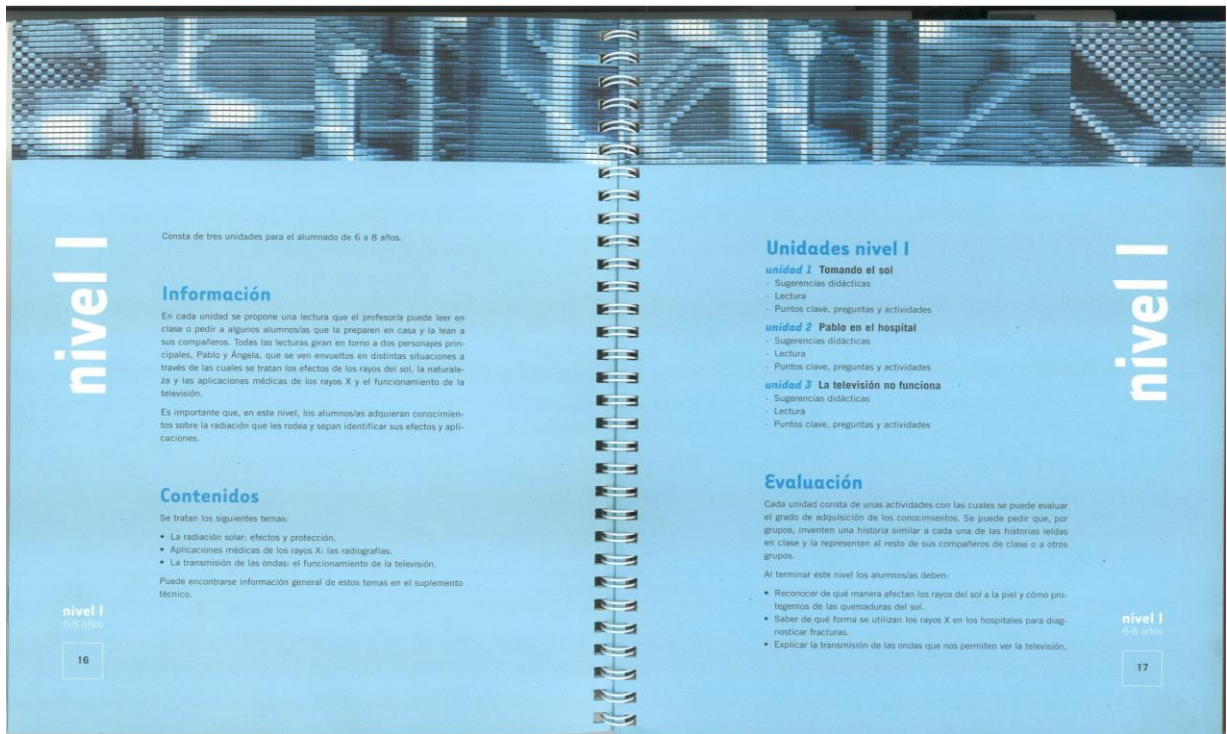 nivel I
Consta de tres unidades para el alumnado de 6 a 8 años.
Información
En cada unidad se propone una lectura que el profesor/a puede leer en
clase o pedir a algunos alumnos/as que la preparen en casa y la lean a
sus compañeros. Todas las lecturas giran en torno a dos personajes prin-
cipales, Pablo y Ángela, que se ven envueltos en distintas situaciones a
través de las cuales se tratan los efectos de los rayos del sol, la naturale-
za y las aplicaciones médicas de los rayos X y el funcionamiento de la
televisión.
Es importante que, en este nivel, los alumnos/as adquieran conocimien-
tos sobre la radiación que les rodea y sepan identificar sus efectos y apli-
caciones.
Contenidos
Se tratan los siguientes temas:
• La radiación solar: efectos y protección.
• Aplicaciones médicas de los rayos X: las radiografías.
• La transmisión de las ondas: el funcionamiento de la televisión.
Puede encontrarse información general de estos temas en el suplemento
técnico.
nivel I
6-8 años
16
Unidades nivel I
unidad 1 Tomando el sol
- Sugerencias didácticas
- Lectura
- Puntos clave, preguntas y actividades
unidad 2 Pablo en el hospital
- Sugerencias didácticas
- Lectura
- Puntos clave, preguntas y actividades
unidad 3 La televisión no funciona
- Sugerencias didácticas
- Lectura
- Puntos clave, preguntas y actividades
Evaluación
Cada unidad consta de unas actividades con las cuales se puede evaluar
el grado de adquisición de los conocimientos. Se puede pedir que, por
grupos, inventen una historia similar a cada una de las historias leídas
en clase y la representen al resto de sus compañeros de clase o a otros
grupos.
Al terminar este nivel los alumnos/as deben:
• Reconocer de qué manera afectan los rayos del sol a la piel y cómo pro-
tegernos de las quemaduras del sol.
• Saber de qué forma se utilizan los rayos X en los hospitales para diag-
nosticar fracturas.
• Explicar la transmisión de las ondas que nos permiten ver la televisión.
nivel I
nivel I
6-8 años
17